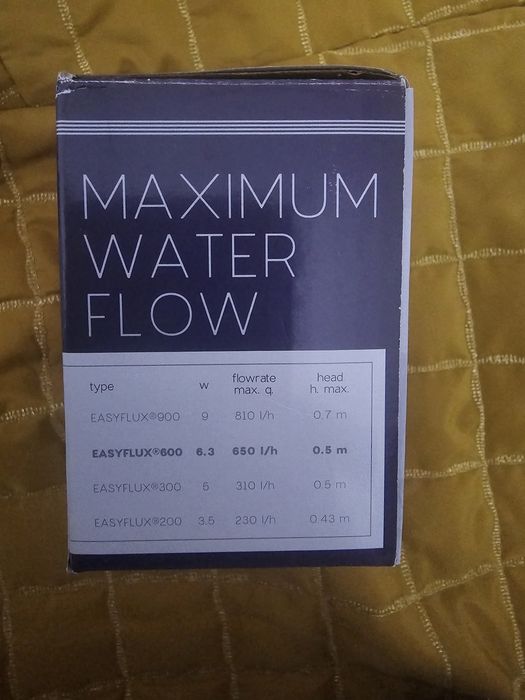 MAXIMUM
WATER
FLOW
type w flowrate max. q. head h. max.
EASYFLUX®900 9 810 l/h 0.7 m
EASYFLUX®600 6.3 650 l/h 0.5 m
EASYFLUX®300 5 310 l/h 0.5 m
EASYFLUX®200 3.5 230 l/h 0.43 m